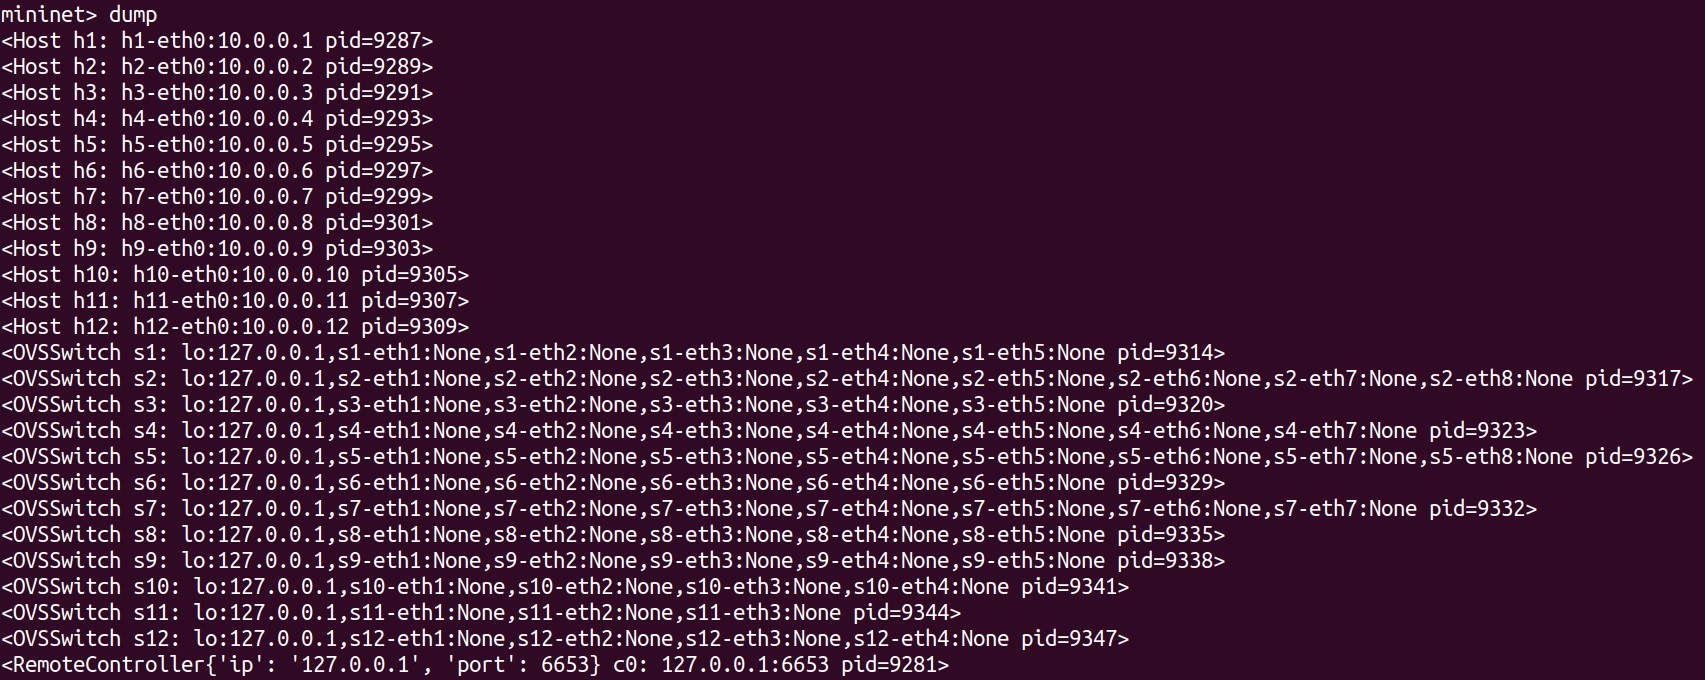 mininet> dump
<Host h1: h1-eth0:10.0.0.1 pid=9287>
<Host h2: h2-eth0:10.0.0.2 pid=9289>
<Host h3: h3-eth0:10.0.0.3 pid=9291>
<Host h4: h4-eth0:10.0.0.4 pid=9293>
<Host h5: h5-eth0:10.0.0.5 pid=9295>
<Host h6: h6-eth0:10.0.0.6 pid=9297>
<Host h7: h7-eth0:10.0.0.7 pid=9299>
<Host h8: h8-eth0:10.0.0.8 pid=9301>
<Host h9: h9-eth0:10.0.0.9 pid=9303>
<Host h10: h10-eth0:10.0.0.10 pid=9305>
<Host h11: h11-eth0:10.0.0.11 pid=9307>
<Host h12: h12-eth0:10.0.0.12 pid=9309>
<OVSSwitch s1: lo:127.0.0.1,s1-eth1:None,s1-eth2:None,s1-eth3:None,s1-eth4:None,s1-eth5:None pid=9314>
<OVSSwitch s2: lo:127.0.0.1,s2-eth1:None,s2-eth2:None,s2-eth3:None,s2-eth4:None,s2-eth5:None,s2-eth6:None,s2-eth7:None,s2-eth8:None pid=9317>
<OVSSwitch s3: lo:127.0.0.1,s3-eth1:None,s3-eth2:None,s3-eth3:None,s3-eth4:None,s3-eth5:None pid=9320>
<OVSSwitch s4: lo:127.0.0.1,s4-eth1:None,s4-eth2:None,s4-eth3:None,s4-eth4:None,s4-eth5:None,s4-eth6:None,s4-eth7:None pid=9323>
<OVSSwitch s5: lo:127.0.0.1,s5-eth1:None,s5-eth2:None,s5-eth3:None,s5-eth4:None,s5-eth5:None,s5-eth6:None,s5-eth7:None,s5-eth8:None pid=9326>
<OVSSwitch s6: lo:127.0.0.1,s6-eth1:None,s6-eth2:None,s6-eth3:None,s6-eth4:None,s6-eth5:None pid=9329>
<OVSSwitch s7: lo:127.0.0.1,s7-eth1:None,s7-eth2:None,s7-eth3:None,s7-eth4:None,s7-eth5:None,s7-eth6:None,s7-eth7:None pid=9332>
<OVSSwitch s8: lo:127.0.0.1,s8-eth1:None,s8-eth2:None,s8-eth3:None,s8-eth4:None,s8-eth5:None pid=9335>
<OVSSwitch s9: lo:127.0.0.1,s9-eth1:None,s9-eth2:None,s9-eth3:None,s9-eth4:None,s9-eth5:None pid=9338>
<OVSSwitch s10: lo:127.0.0.1,s10-eth1:None,s10-eth2:None,s10-eth3:None,s10-eth4:None pid=9341>
<OVSSwitch s11: lo:127.0.0.1,s11-eth1:None,s11-eth2:None,s11-eth3:None pid=9344>
<OVSSwitch s12: lo:127.0.0.1,s12-eth1:None,s12-eth2:None,s12-eth3:None,s12-eth4:None pid=9347>
<RemoteController{'ip': '127.0.0.1', 'port': 6653} c0: 127.0.0.1:6653 pid=9281>